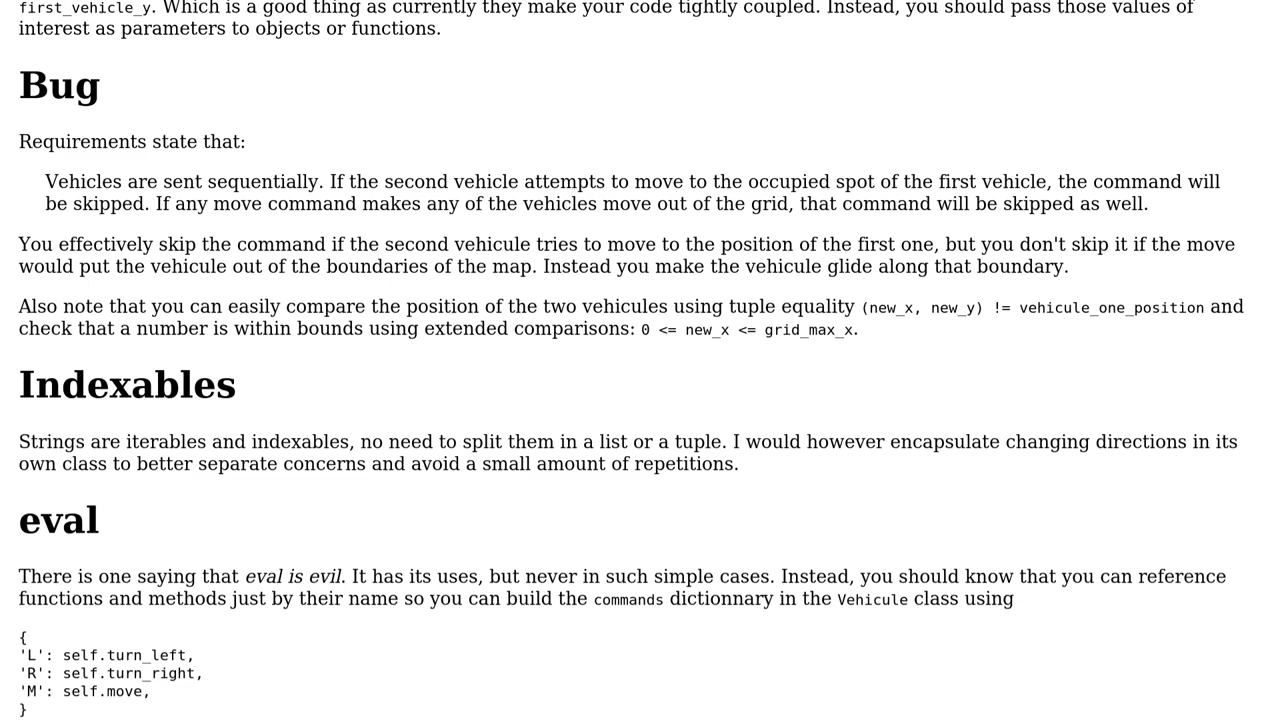 first_vehicle_y. Which is a good thing as currently they make your code tightly coupled. Instead, you should pass those values of
interest as parameters to objects or functions.
Bug
Requirements state that:
Vehicles are sent sequentially. If the second vehicle attempts to move to the occupied spot of the first vehicle, the command will
be skipped. If any move command makes any of the vehicles move out of the grid, that command will be skipped as well.
You effectively skip the command if the second vehicule tries to move to the position of the first one, but you don't skip it if the move
would put the vehicule out of the boundaries of the map. Instead you make the vehicule glide along that boundary.
Also note that you can easily compare the position of the two vehicules using tuple equality (new_x, new_y) != vehicule_one_position and
check that a number is within bounds using extended comparisons: 0 <= new_x <= grid_max_x.
Indexables
Strings are iterables and indexables, no need to split them in a list or a tuple. I would however encapsulate changing directions in its
own class to better separate concerns and avoid a small amount of repetitions.
eval
There is one saying that eval is evil. It has its uses, but never in such simple cases. Instead, you should know that you can reference
functions and methods just by their name so you can build the commands dictionnary in the Vehicule class using
{
'L': self.turn_left,
'R': self.turn_right,
'M': self.move,
}